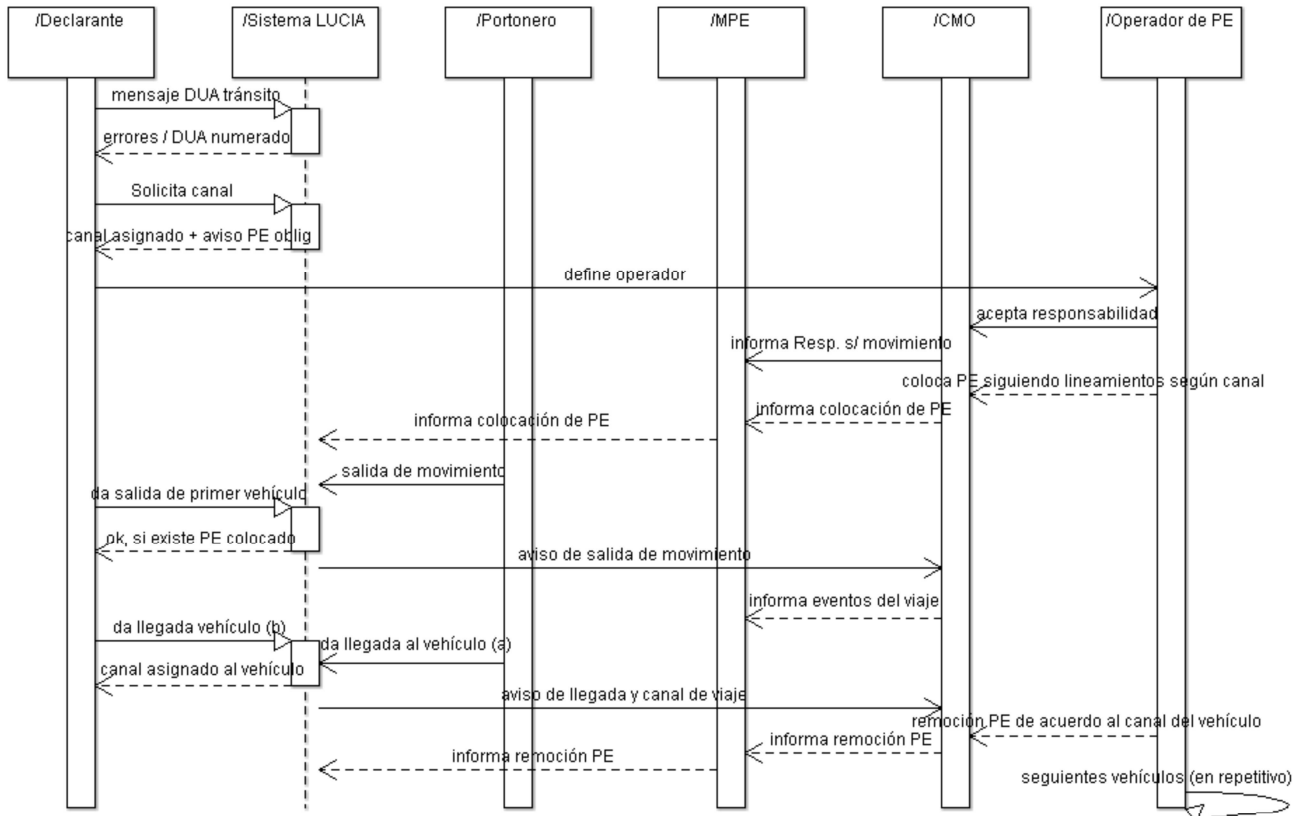 /Declarante
/Sistema LUCIA
/Portonero
/MPE
/CMO
/Operador de PE
mensaje DUA tránsito
errores / DUA numerado
Solicita canal
canal asignado + aviso PE oblig
define operador
acepta responsabilidad
informa Resp. s/ movimiento
coloca PE siguiendo lineamientos según canal
informa colocación de PE
informa colocación de PE
salida de movimiento
da salida de primer vehículo
ok, si existe PE colocado
aviso de salida de movimiento
informa eventos del viaje
da llegada vehículo (b)
da llegada al vehículo (a)
canal asignado al vehículo
aviso de llegada y canal de viaje
remoción PE de acuerdo al canal del vehículo
informa remoción PE
informa remoción PE
seguientes vehículos (en repetitivo)